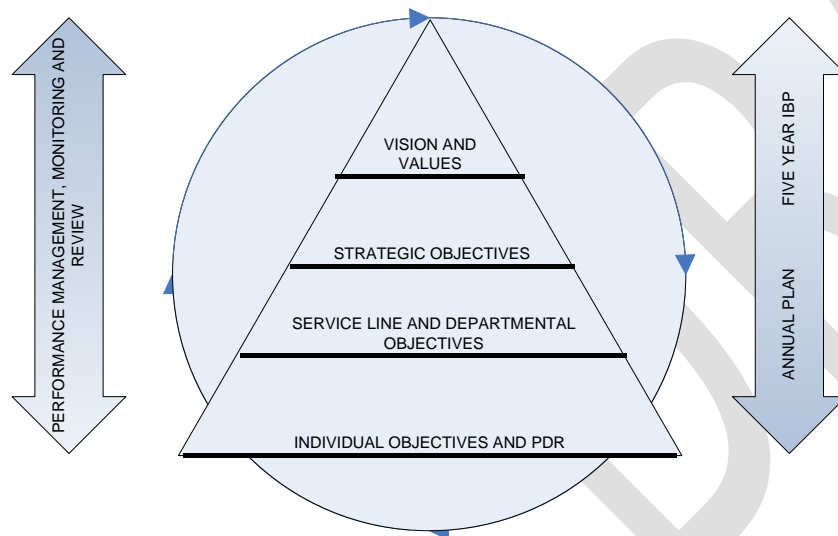 PERFORMANCE MANAGEMENT, MONITORING AND
REVIEW
VISION AND
VALUES
STRATEGIC OBJECTIVES
SERVICE LINE AND DEPARTMENTAL
OBJECTIVES
INDIVIDUAL OBJECTIVES AND PDR
ANNUAL PLAN FIVE YEAR IBP